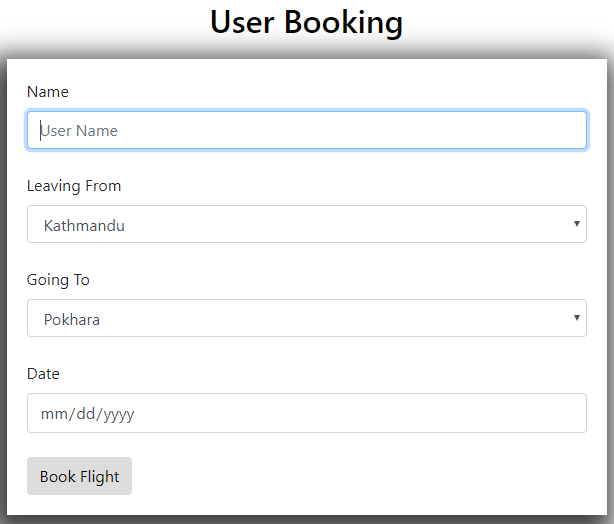 User Booking
Name
User Name
Leaving From
Kathmandu
Going To
Pokhara
Date
mm/dd/yyyy
Book Flight